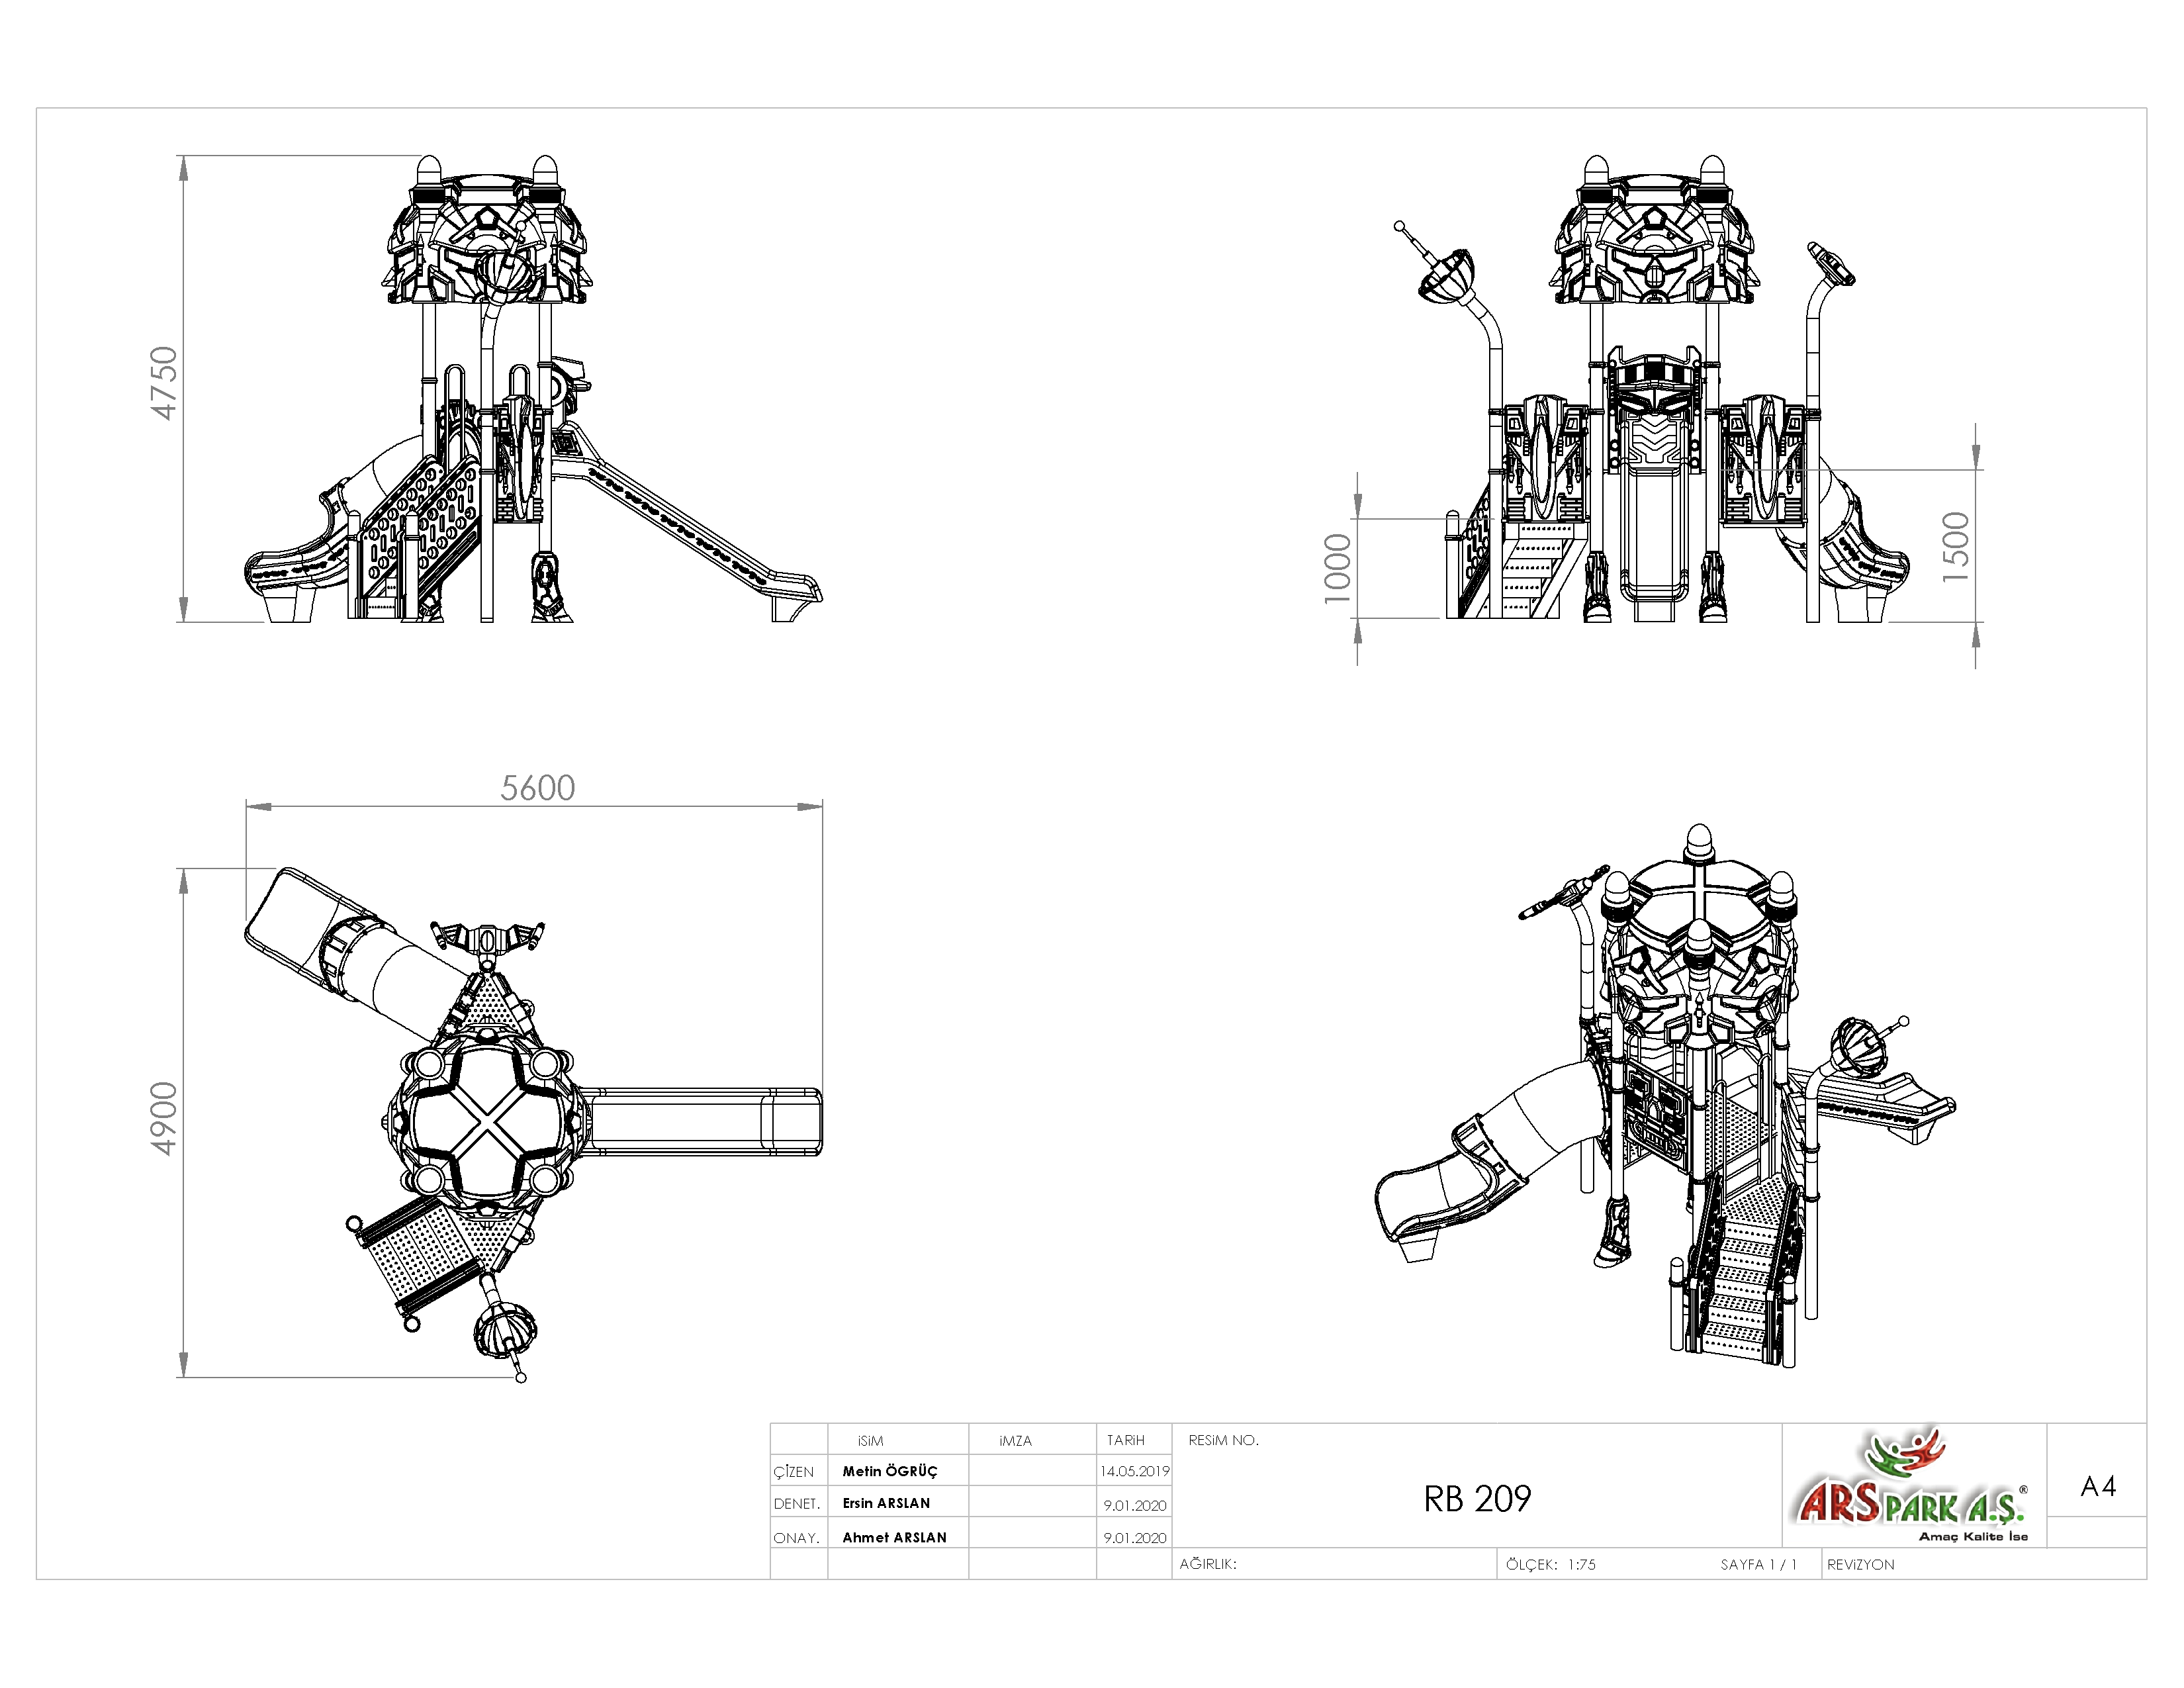 4750
1000
1500
5600
4900
İSİM İMZA TARİH RESİM NO.
ÇİZEN Metin ÖGRÜÇ 14.05.2019
DENET. Ersin ARSLAN 9.01.2020
ONAY. Ahmet ARSLAN 9.01.2020
RB 209
ARSPARK A.Ş.®
Amaç Kalite İse
A4
AĞIRLIK: ÖLÇEK: 1:75 SAYFA 1 / 1 REVİZYON